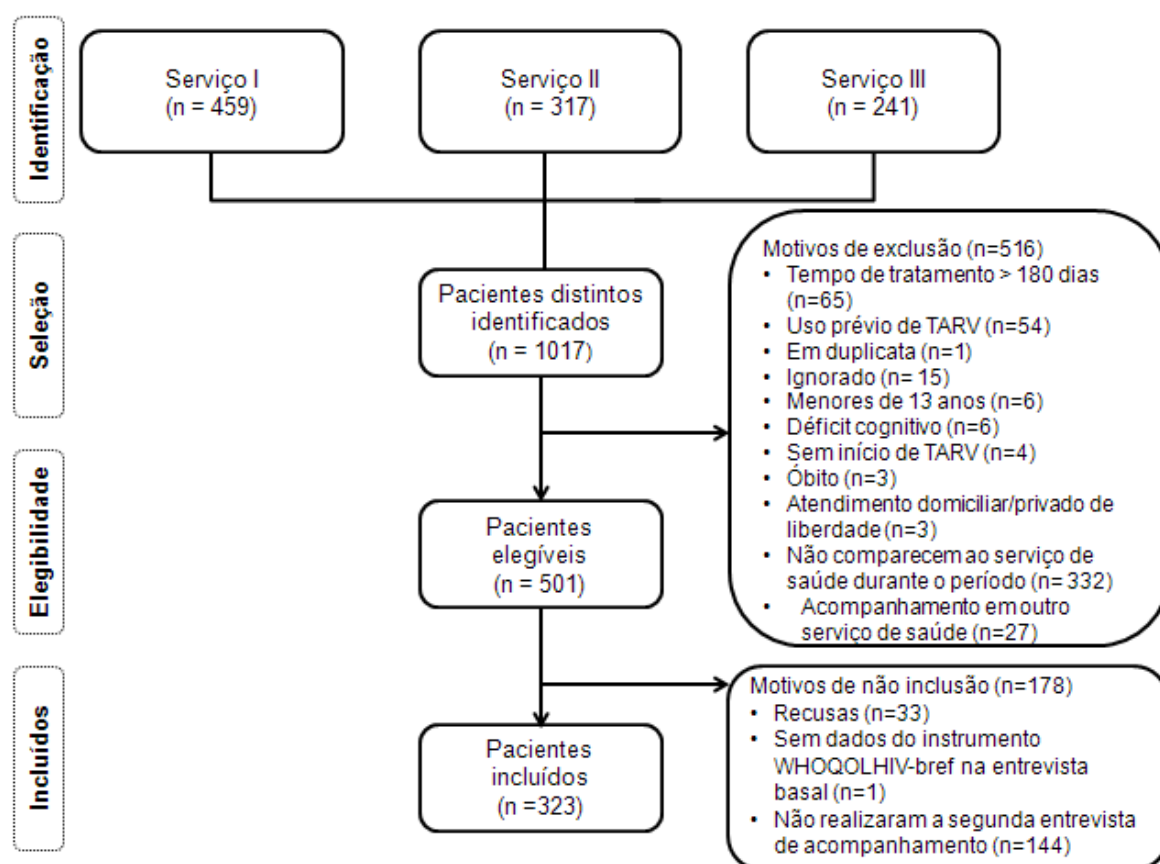 Identificação
Serviço I
(n = 459)
Serviço II
(n = 317)
Serviço III
(n = 241)
Seleção
Pacientes distintos
identificados
(n = 1017)
Motivos de exclusão (n=516)
• Tempo de tratamento > 180 dias
(n=65)
• Uso prévio de TARV (n=54)
• Em duplicata (n=1)
• Ignorado (n= 15)
• Menores de 13 anos (n=6)
• Déficit cognitivo (n=6)
• Sem início de TARV (n=4)
• Óbito (n=3)
• Atendimento domiciliar/privado de
liberdade (n=3)
• Não comparecem ao serviço de
saúde durante o período (n= 332)
• Acompanhamento em outro
serviço de saúde (n=27)
Elegibilidade
Pacientes
elegíveis
(n = 501)
Incluídos
Pacientes
incluídos
(n =323)
Motivos de não inclusão (n=178)
• Recusas (n=33)
• Sem dados do instrumento
WHOQOLHIV-bref na entrevista
basal (n=1)
• Não realizaram a segunda entrevista
de acompanhamento (n=144)